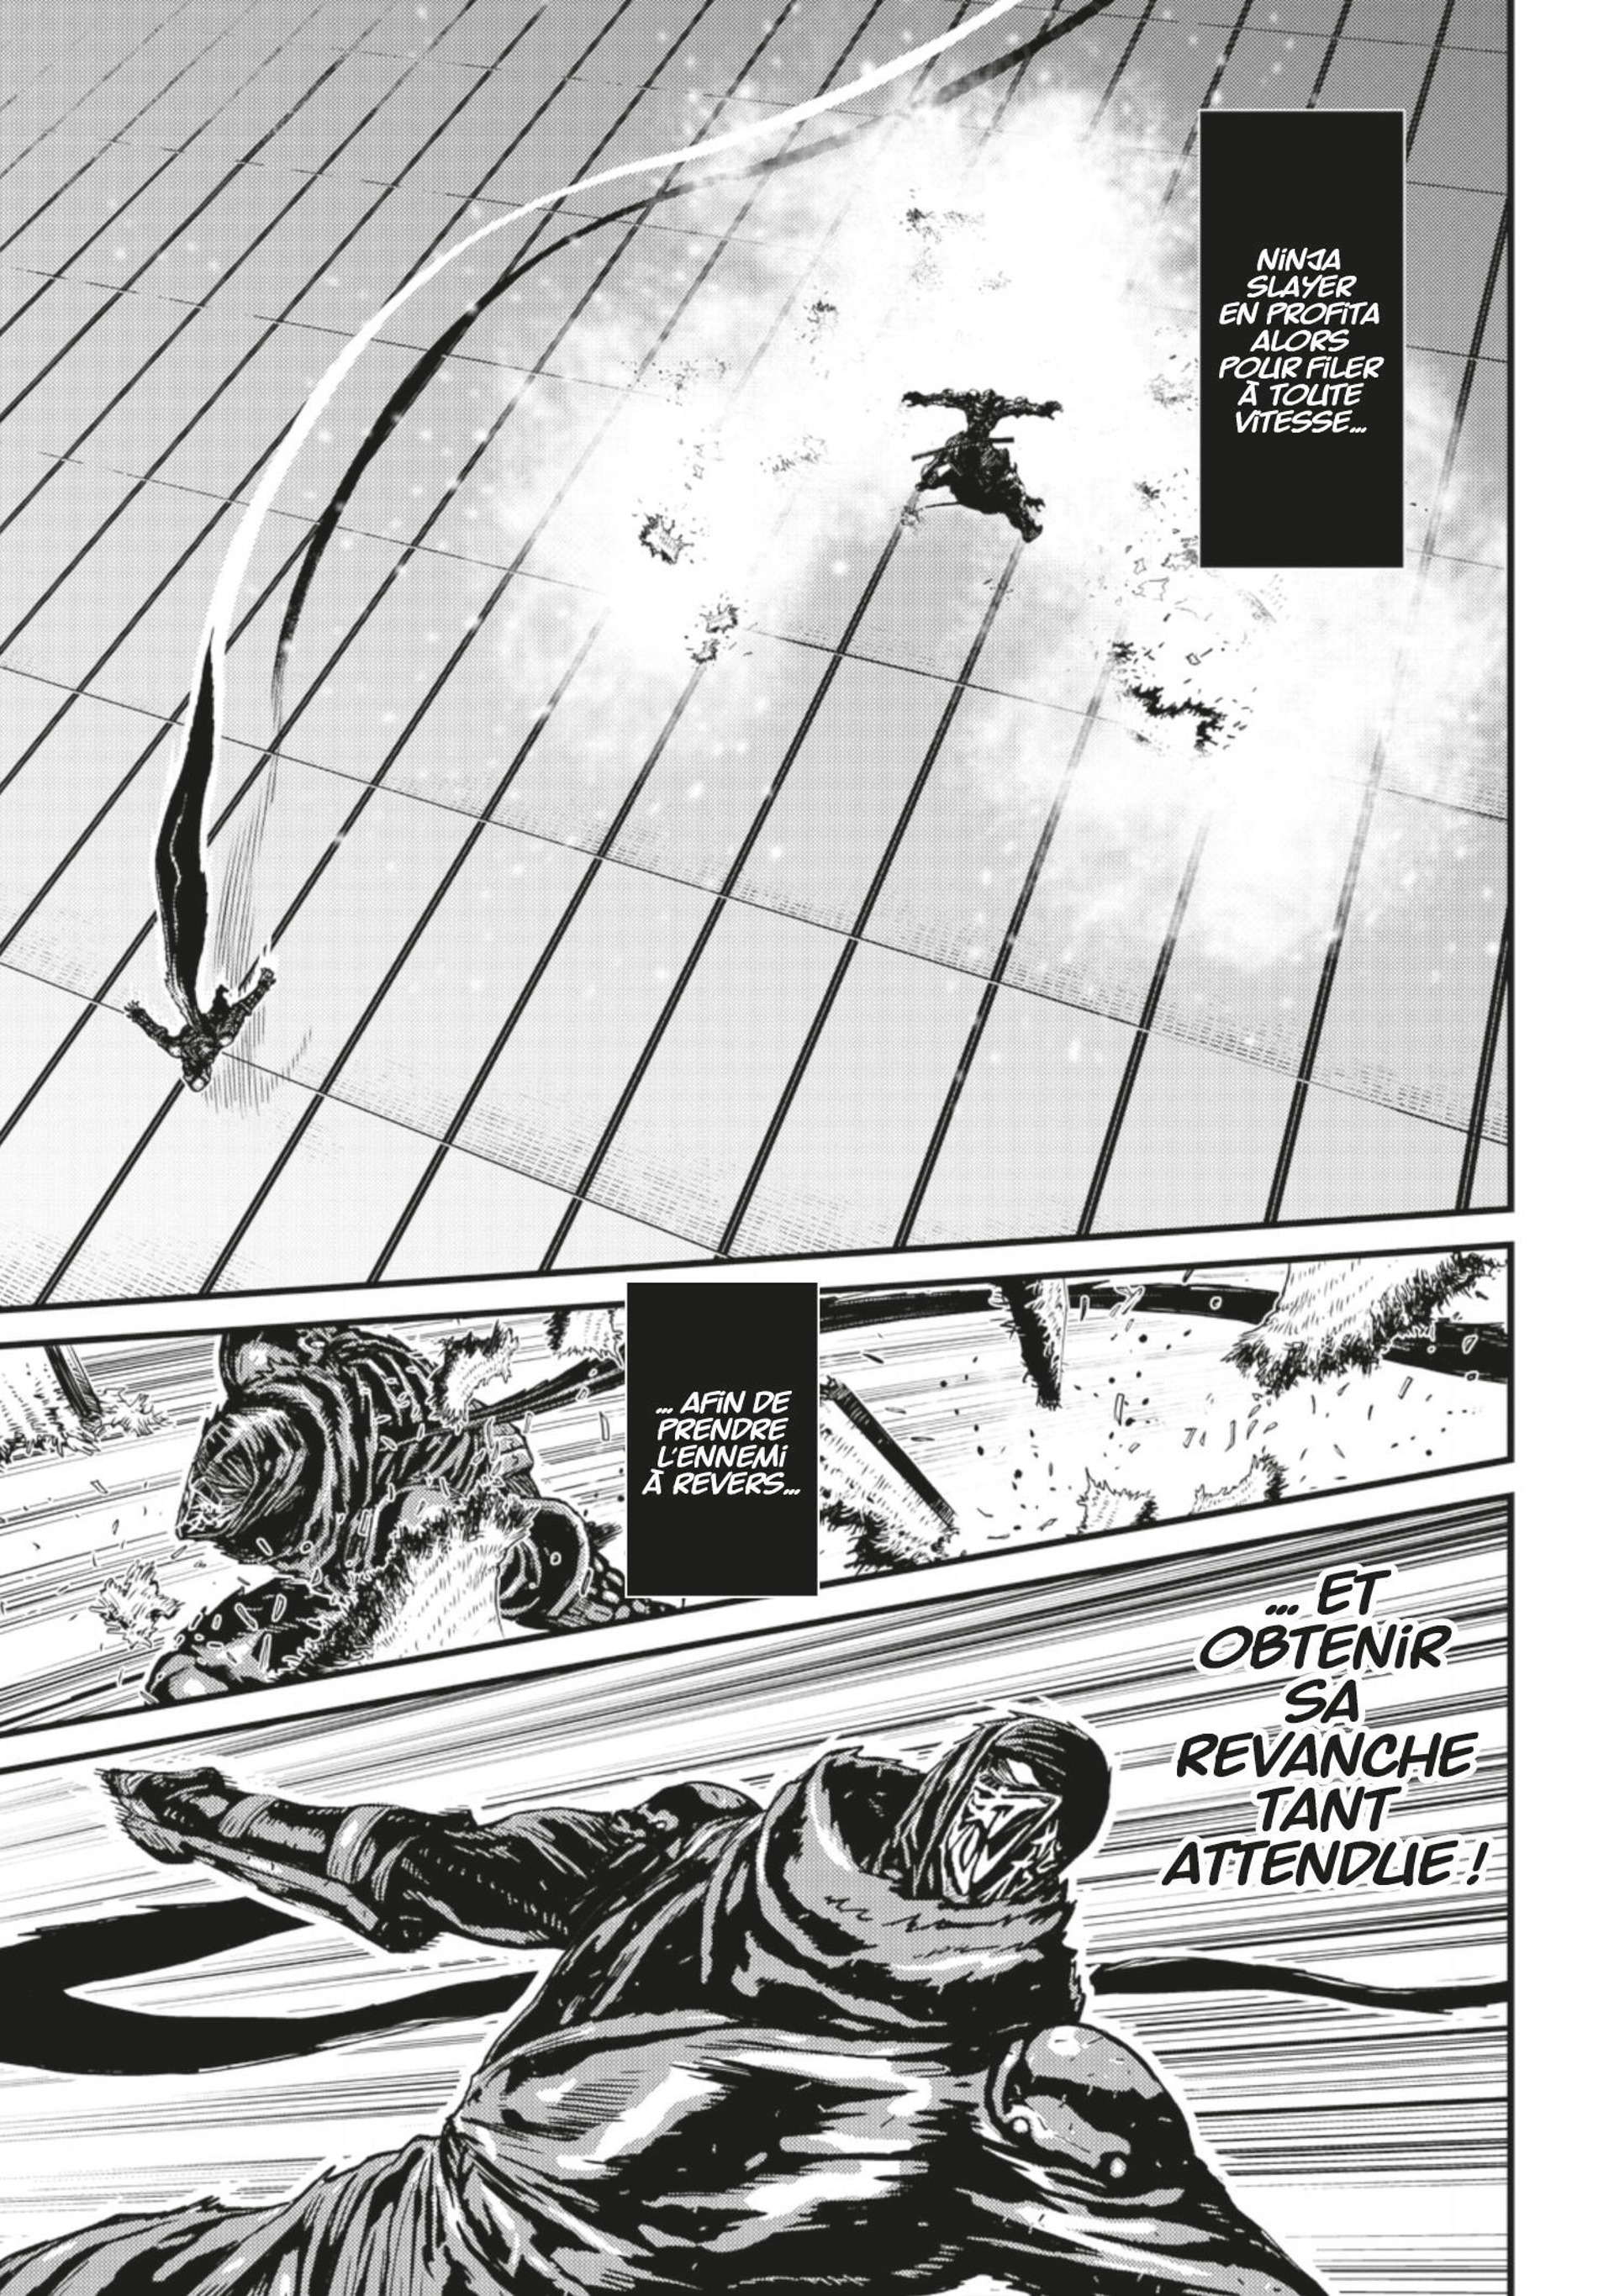 NINJA
SLAYER
EN PROFITA
ALORS
POUR FILER
À TOUTE
VITESSE...
... AFIN DE
PRENDRE
L'ENNEMI
À REVERS...
... ET
OBTENIR
SA
REVANCHE
TANT
ATTENDUE !